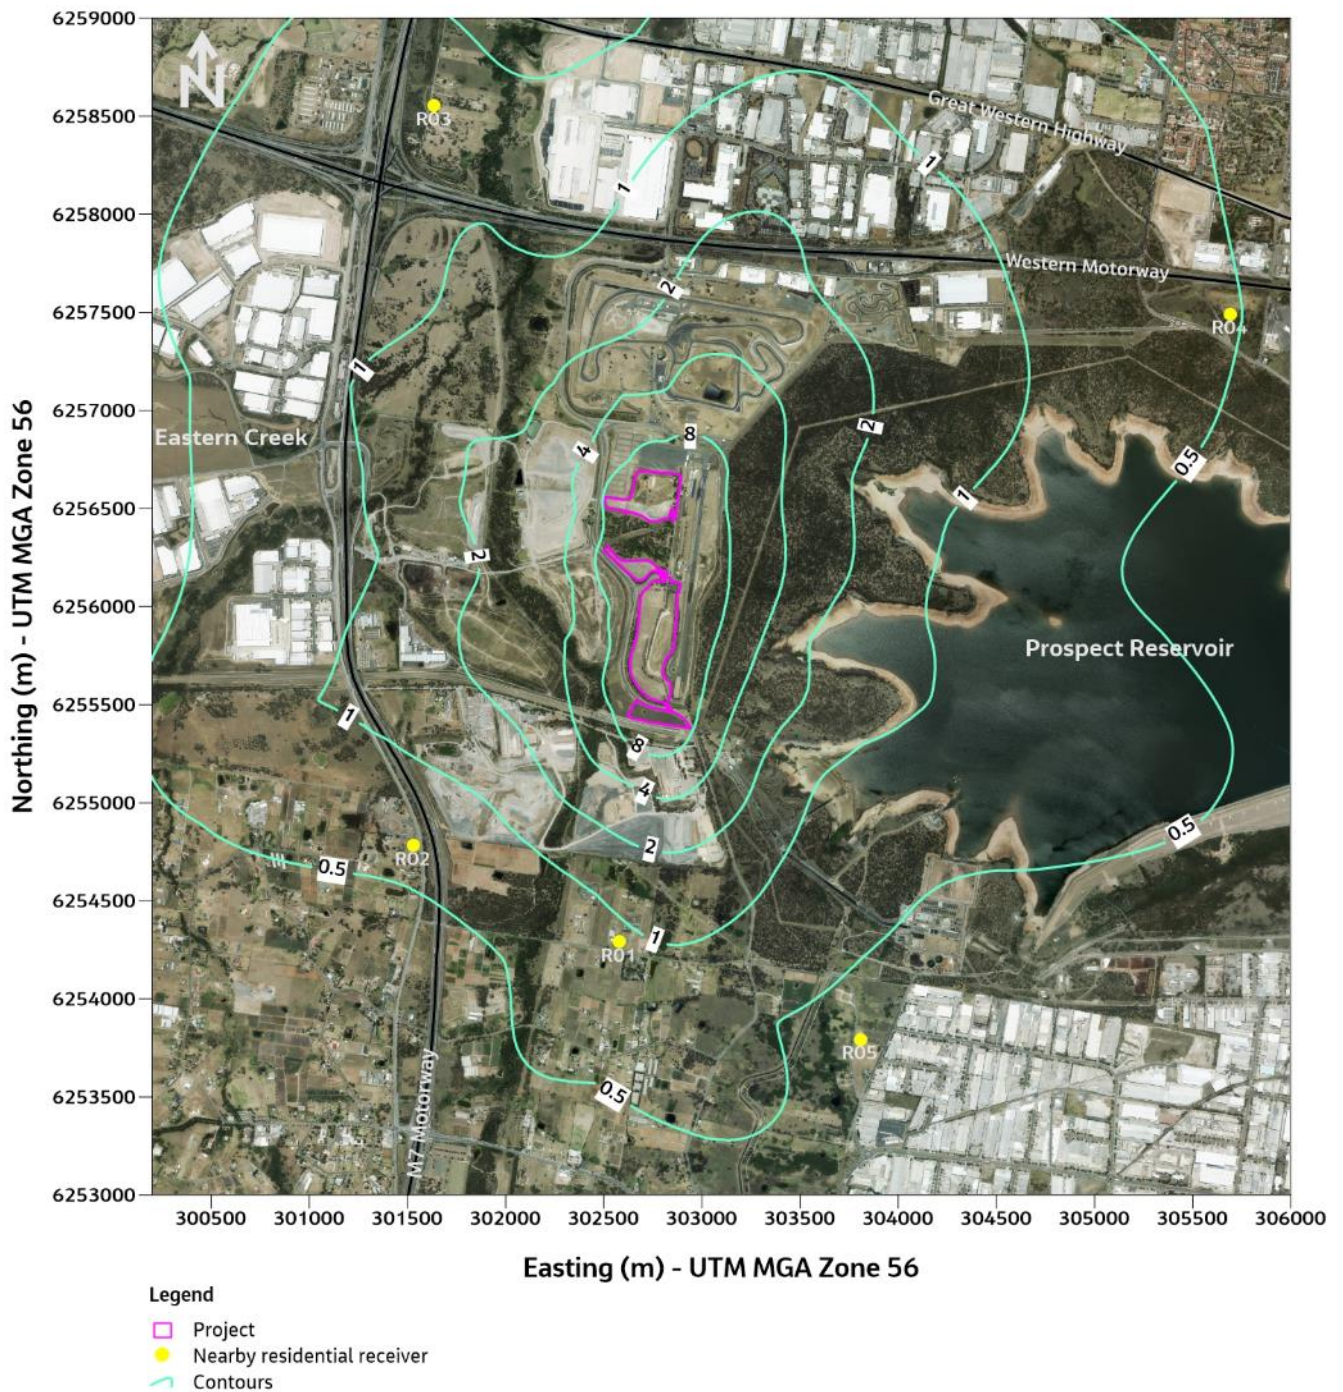 6259000
N
R03
6258500
Great Western Highway
1
1
6258000
Western Motorway
2
6257500
R04
1
6257000
2
Eastern Creek
8
4
0.5
6256500
1
2
6256000
Prospect Reservoir
6255500
1
8
4
6255000
0.5
R02
2
0.5
6254500
1
R01
6254000
R05
6253500
0.5
M7 Motorway
6253000
Northing (m) - UTM MGA Zone 56
300500 301000 301500 302000 302500 303000 303500 304000 304500 305000 305500 306000
Easting (m) - UTM MGA Zone 56
Legend
Project
Nearby residential receiver
Contours